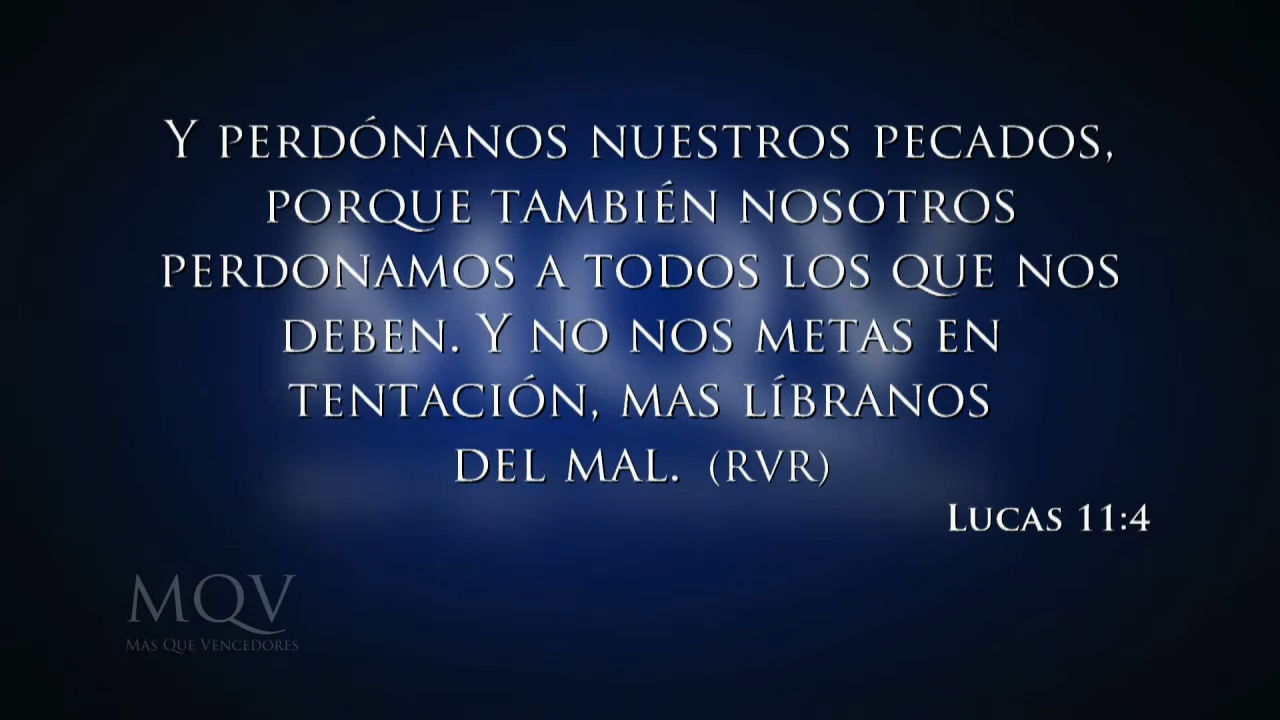 Y PERDÓNANOS NUESTROS PECADOS,
PORQUE TAMBIÉN NOSOTROS
PERDONAMOS A TODOS LOS QUE NOS
DEBEN. Y NO NOS METAS EN
TENTACIÓN, MAS LÍBRANOS
DEL MAL. (RVR)
LUCAS 11:4
MQV
MÁS QUE VENCEDORES